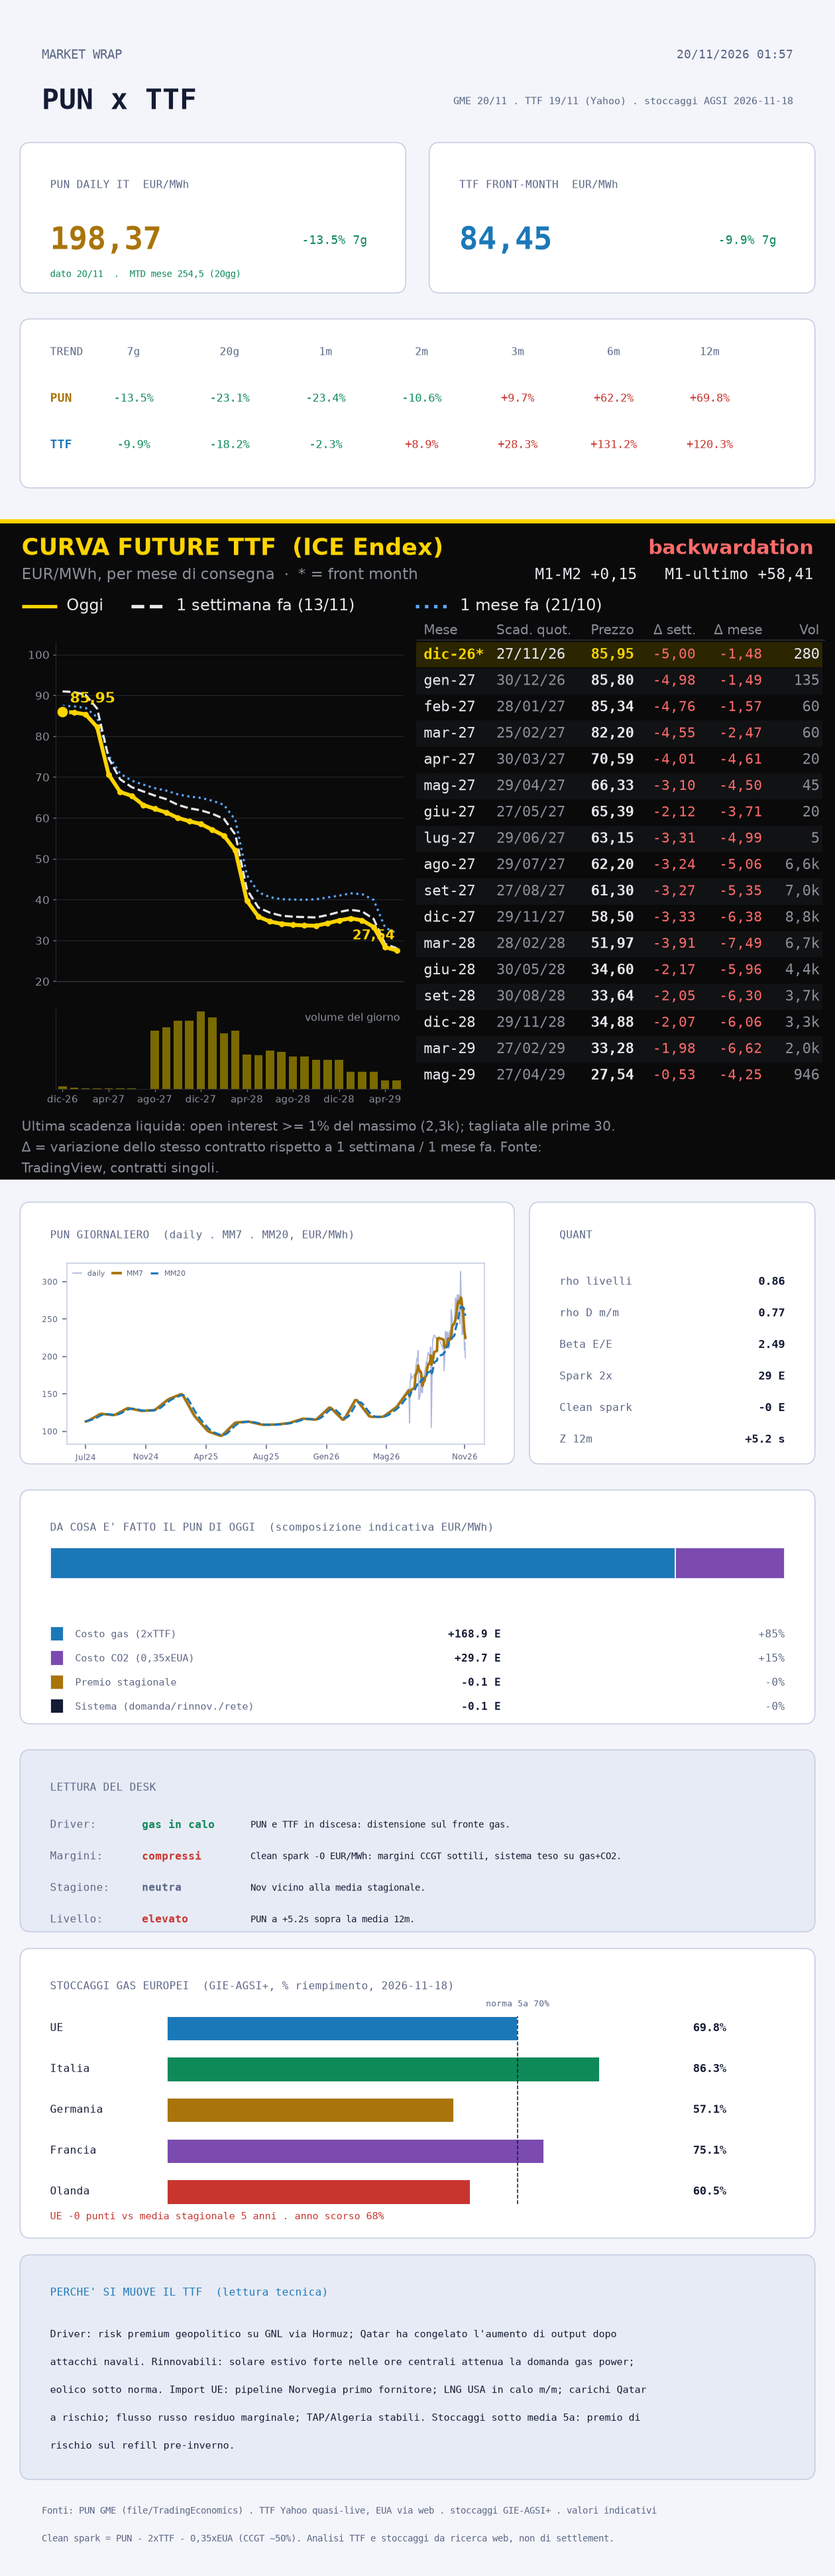 MARKET WRAP 20/11/2026 01:57
PUN x TTF GME 20/11 . TTF 19/11 (Yahoo) . stoccaggi AGSI 2026-11-18
PUN DAILY IT EUR/MWh
198,37 -13.5% 7g
dato 20/11 . MTD mese 254,5 (20gg)
TTF FRONT-MONTH EUR/MWh
84,45 -9.9% 7g
TREND 7g 20g 1m 2m 3m 6m 12m
PUN -13.5% -23.1% -23.4% -10.6% +9.7% +62.2% +69.8%
TTF -9.9% -18.2% -2.3% +8.9% +28.3% +131.2% +120.3%
CURVA FUTURE TTF (ICE Endex) backwardation
EUR/MWh, per mese di consegna · * = front month M1-M2 +0,15 M1-ultimo +58,41
Oggi 1 settimana fa (13/11) 1 mese fa (21/10)
100
90
80
70
60
50
40
30
20
85,95
27,54
volume del giorno
dic-26 apr-27 ago-27 dic-27 apr-28 ago-28 dic-28 apr-29
Mese Scad. quot. Prezzo Δ sett. Δ mese Vol
dic-26* 27/11/26 85,95 -5,00 -1,48 280
gen-27 30/12/26 85,80 -4,98 -1,49 135
feb-27 28/01/27 85,34 -4,76 -1,57 60
mar-27 25/02/27 82,20 -4,55 -2,47 60
apr-27 30/03/27 70,59 -4,01 -4,61 20
mag-27 29/04/27 66,33 -3,10 -4,50 45
giu-27 27/05/27 65,39 -2,12 -3,71 20
lug-27 29/06/27 63,15 -3,31 -4,99 5
ago-27 29/07/27 62,20 -3,24 -5,06 6,6k
set-27 27/08/27 61,30 -3,27 -5,35 7,0k
dic-27 29/11/27 58,50 -3,33 -6,38 8,8k
mar-28 28/02/28 51,97 -3,91 -7,49 6,7k
giu-28 30/05/28 34,60 -2,17 -5,96 4,4k
set-28 30/08/28 33,64 -2,05 -6,30 3,7k
dic-28 29/11/28 34,88 -2,07 -6,06 3,3k
mar-29 27/02/29 33,28 -1,98 -6,62 2,0k
mag-29 27/04/29 27,54 -0,53 -4,25 946
Ultima scadenza liquida: open interest >= 1% del massimo (2,3k); tagliata alle prime 30.
Δ = variazione dello stesso contratto rispetto a 1 settimana / 1 mese fa. Fonte:
TradingView, contratti singoli.
PUN GIORNALIERO (daily . MM7 . MM20, EUR/MWh)
daily MM7 MM20
300
250
200
150
100
Jul24 Nov24 Apr25 Aug25 Gen26 Mag26 Nov26
QUANT
rho livelli 0.86
rho D m/m 0.77
Beta E/E 2.49
Spark 2x 29 E
Clean spark -0 E
Z 12m +5.2 s
DA COSA E' FATTO IL PUN DI OGGI (scomposizione indicativa EUR/MWh)
Costo gas (2xTTF) +168.9 E +85%
Costo CO2 (0,35xEUA) +29.7 E +15%
Premio stagionale -0.1 E -0%
Sistema (domanda/rinnov./rete) -0.1 E -0%
LETTURA DEL DESK
Driver: gas in calo PUN e TTF in discesa: distensione sul fronte gas.
Margini: compressi Clean spark -0 EUR/MWh: margini CCGT sottili, sistema teso su gas+CO2.
Stagione: neutra Nov vicino alla media stagionale.
Livello: elevato PUN a +5.2s sopra la media 12m.
STOCCAGGI GAS EUROPEI (GIE-AGSI+, % riempimento, 2026-11-18)
norma 5a 70%
UE 69.8%
Italia 86.3%
Germania 57.1%
Francia 75.1%
Olanda 60.5%
UE -0 punti vs media stagionale 5 anni . anno scorso 68%
PERCHE' SI MUOVE IL TTF (lettura tecnica)
Driver: risk premium geopolitico su GNL via Hormuz; Qatar ha congelato l'aumento di output dopo
attacchi navali. Rinnovabili: solare estivo forte nelle ore centrali attenua la domanda gas power;
eolico sotto norma. Import UE: pipeline Norvegia primo fornitore; LNG USA in calo m/m; carichi Qatar
a rischio; flusso russo residuo marginale; TAP/Algeria stabili. Stoccaggi sotto media 5a: premio di
rischio sul refill pre-inverno.
Fonti: PUN GME (file/TradingEconomics) . TTF Yahoo quasi-live, EUA via web . stoccaggi GIE-AGSI+ . valori indicativi
Clean spark = PUN - 2xTTF - 0,35xEUA (CCGT ~50%). Analisi TTF e stoccaggi da ricerca web, non di settlement.